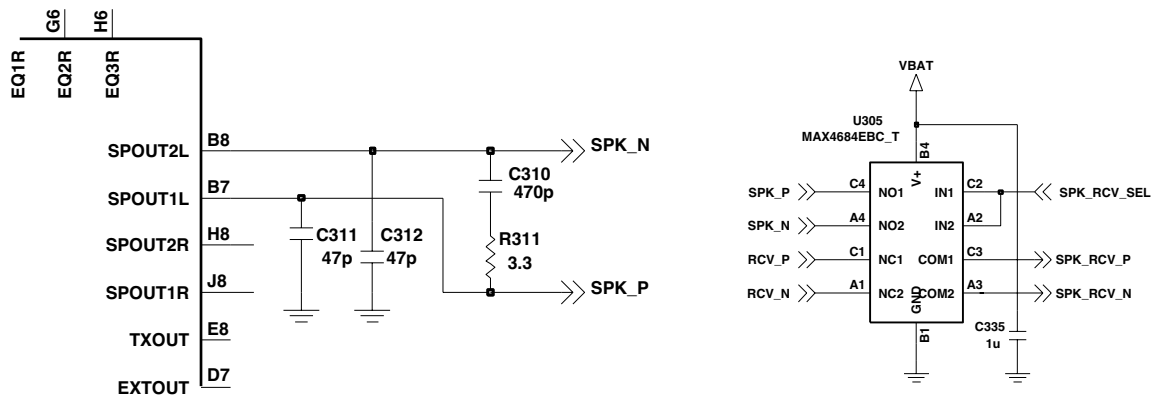 G6
H6
EQ1R
EQ2R
EQ3R
SPOUT2L
B8
SPK_N
SPOUT1L
B7
C310
470p
SPOUT2R
H8
C311
47p
C312
47p
R311
3.3
SPOUT1R
J8
SPK_P
TXOUT
E8
EXTOUT
D7
VBAT
U305
MAX4684EBC_T
B4
V+
SPK_P
C4
NO1
IN1
C2
SPK_RCV_SEL
SPK_N
A4
NO2
IN2
A2
RCV_P
C1
NC1
COM1
C3
SPK_RCV_P
RCV_N
A1
NC2
COM2
A3
SPK_RCV_N
GND
B1
C335
1u